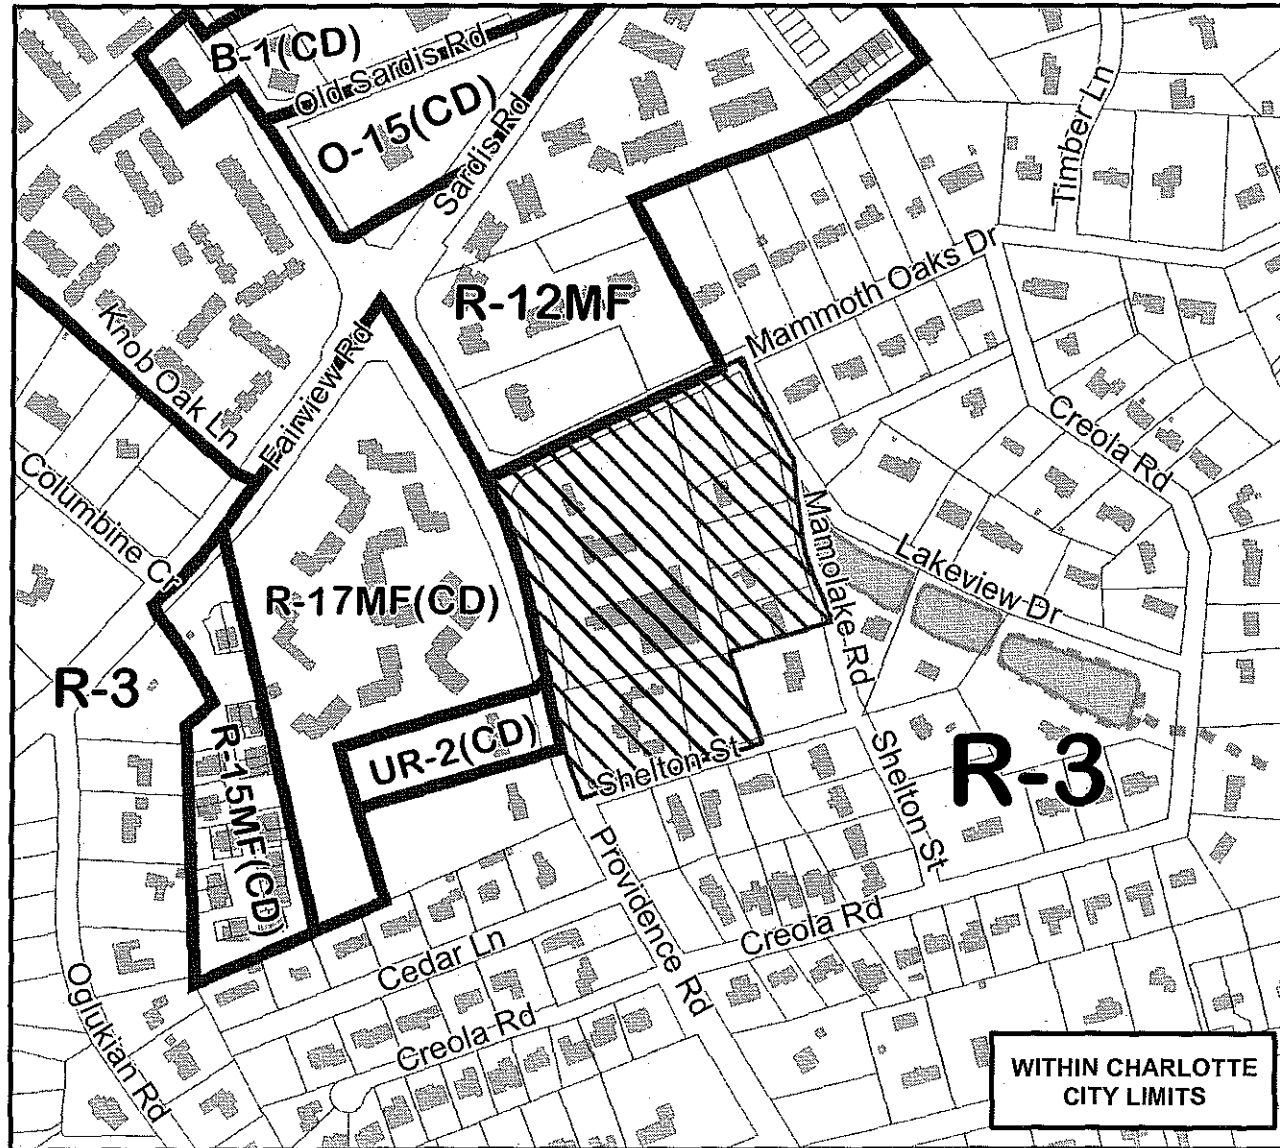 B-1(CD)
Old Sardis Rd
O-15(CD)
Sardis Rd
Timber Ln
R-12MF
Mammoth Oaks Dr
Knob Oak Ln
Fairview Rd
Creola Rd
Columbine Cr
Mamolake Rd
Lakeview Dr
R-17MF(CD)
R-3
R-15MF(CD)
UR-2(CD)
Shelton St
Shelton St
R-3
Providence Rd
Creola Rd
Cedar Ln
Oglukian Rd
Creola Rd
WITHIN CHARLOTTE
CITY LIMITS